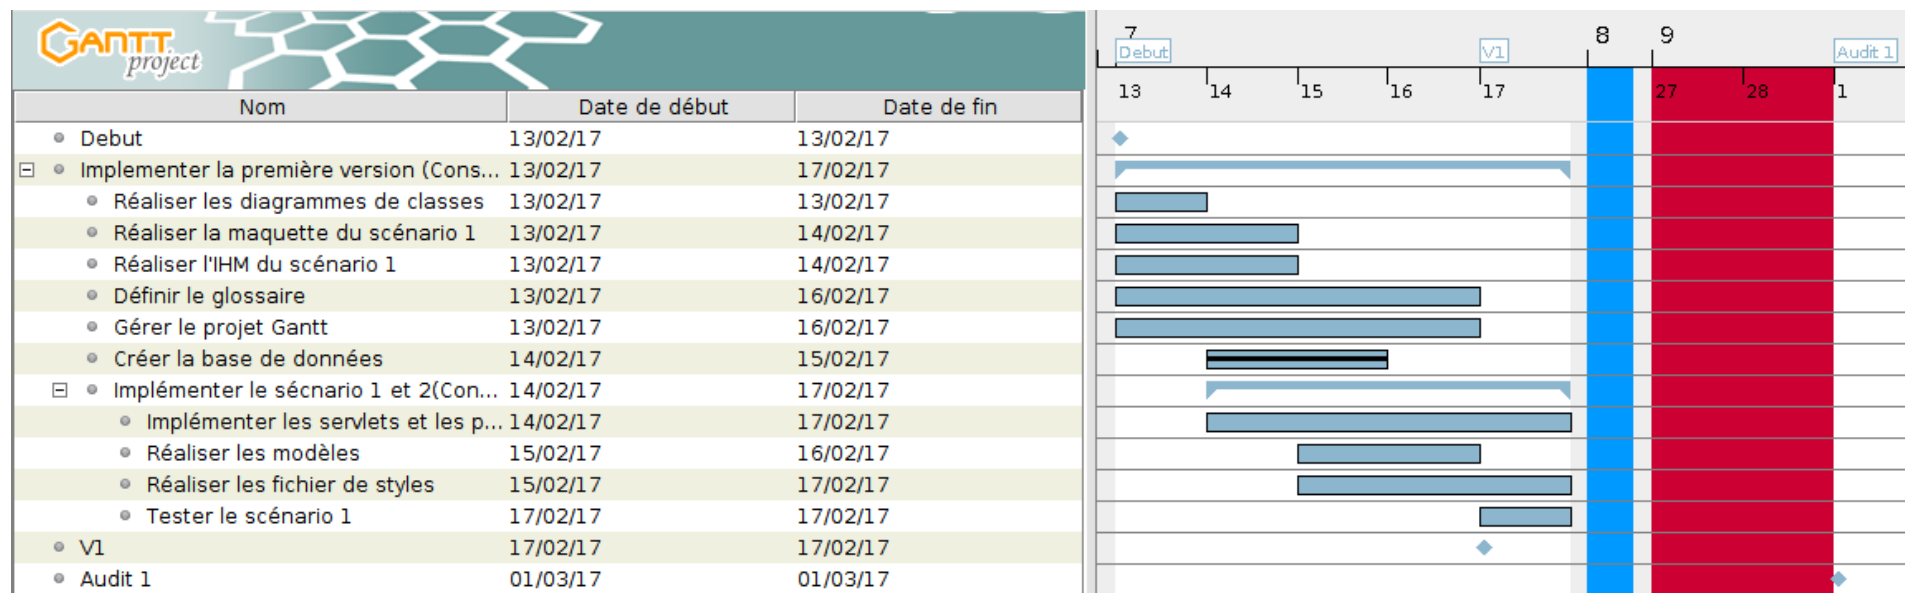 GANTT
project
7 8 9
Debut V1 Audit 1
13 14 15 16 17 27 28 1
Nom Date de début Date de fin
Debut 13/02/17 13/02/17
Implementer la première version (Cons... 13/02/17 17/02/17
Réaliser les diagrammes de classes 13/02/17 13/02/17
Réaliser la maquette du scénario 1 13/02/17 14/02/17
Réaliser l'IHM du scénario 1 13/02/17 14/02/17
Définir le glossaire 13/02/17 16/02/17
Gérer le projet Gantt 13/02/17 16/02/17
Créer la base de données 14/02/17 15/02/17
Implémenter le sécnario 1 et 2(Con... 14/02/17 17/02/17
Implémenter les servlets et les p... 14/02/17 17/02/17
Réaliser les modèles 15/02/17 16/02/17
Réaliser les fichier de styles 15/02/17 17/02/17
Tester le scénario 1 17/02/17 17/02/17
V1 17/02/17 17/02/17
Audit 1 01/03/17 01/03/17